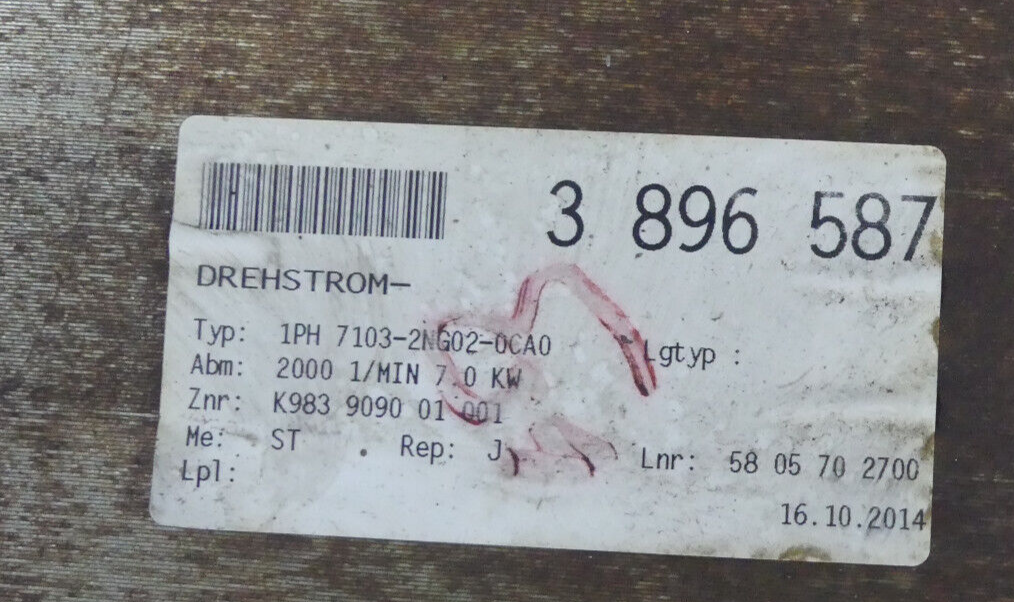 3 896 587
DREHSTROM-
Typ: 1PH 7103-2NG02-0CA0
Lgtyp :
Abm: 2000 1/MIN 7.0 KW
Znr: K983 9090 01 001
Me: ST Rep: J Lnr: 58 05 70 2700
Lpl:
16.10.2014